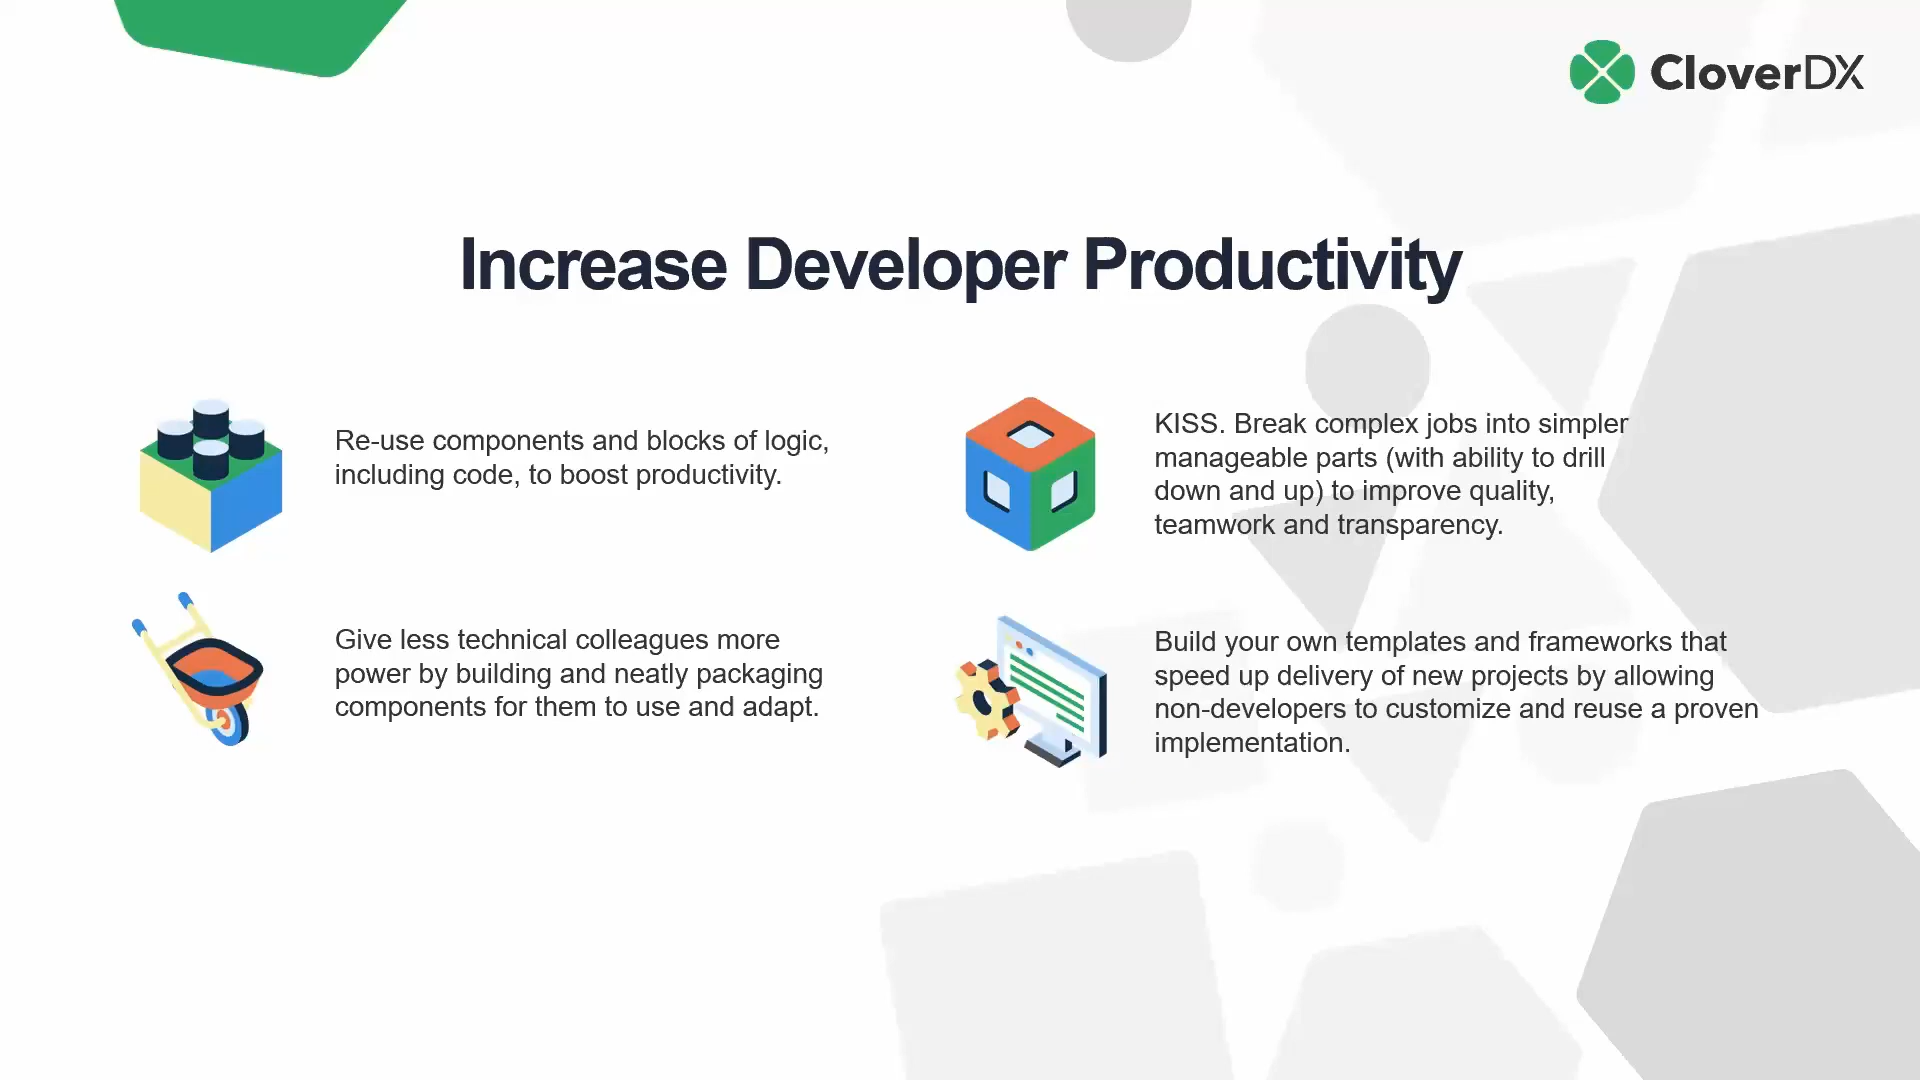 CloverDX
Increase Developer Productivity
Re-use components and blocks of logic,
including code, to boost productivity.
KISS. Break complex jobs into simpler
manageable parts (with ability to drill
down and up) to improve quality,
teamwork and transparency.
Give less technical colleagues more
power by building and neatly packaging
components for them to use and adapt.
Build your own templates and frameworks that
speed up delivery of new projects by allowing
non-developers to customize and reuse a proven
implementation.